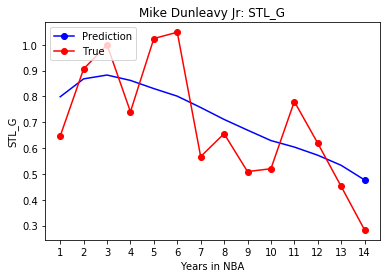 Mike Dunleavy Jr: STL_G
Prediction
True
1.0
0.9
0.8
0.7
0.6
0.5
0.4
0.3
STL_G
1 2 3 4 5 6 7 8 9 10 11 12 13 14
Years in NBA